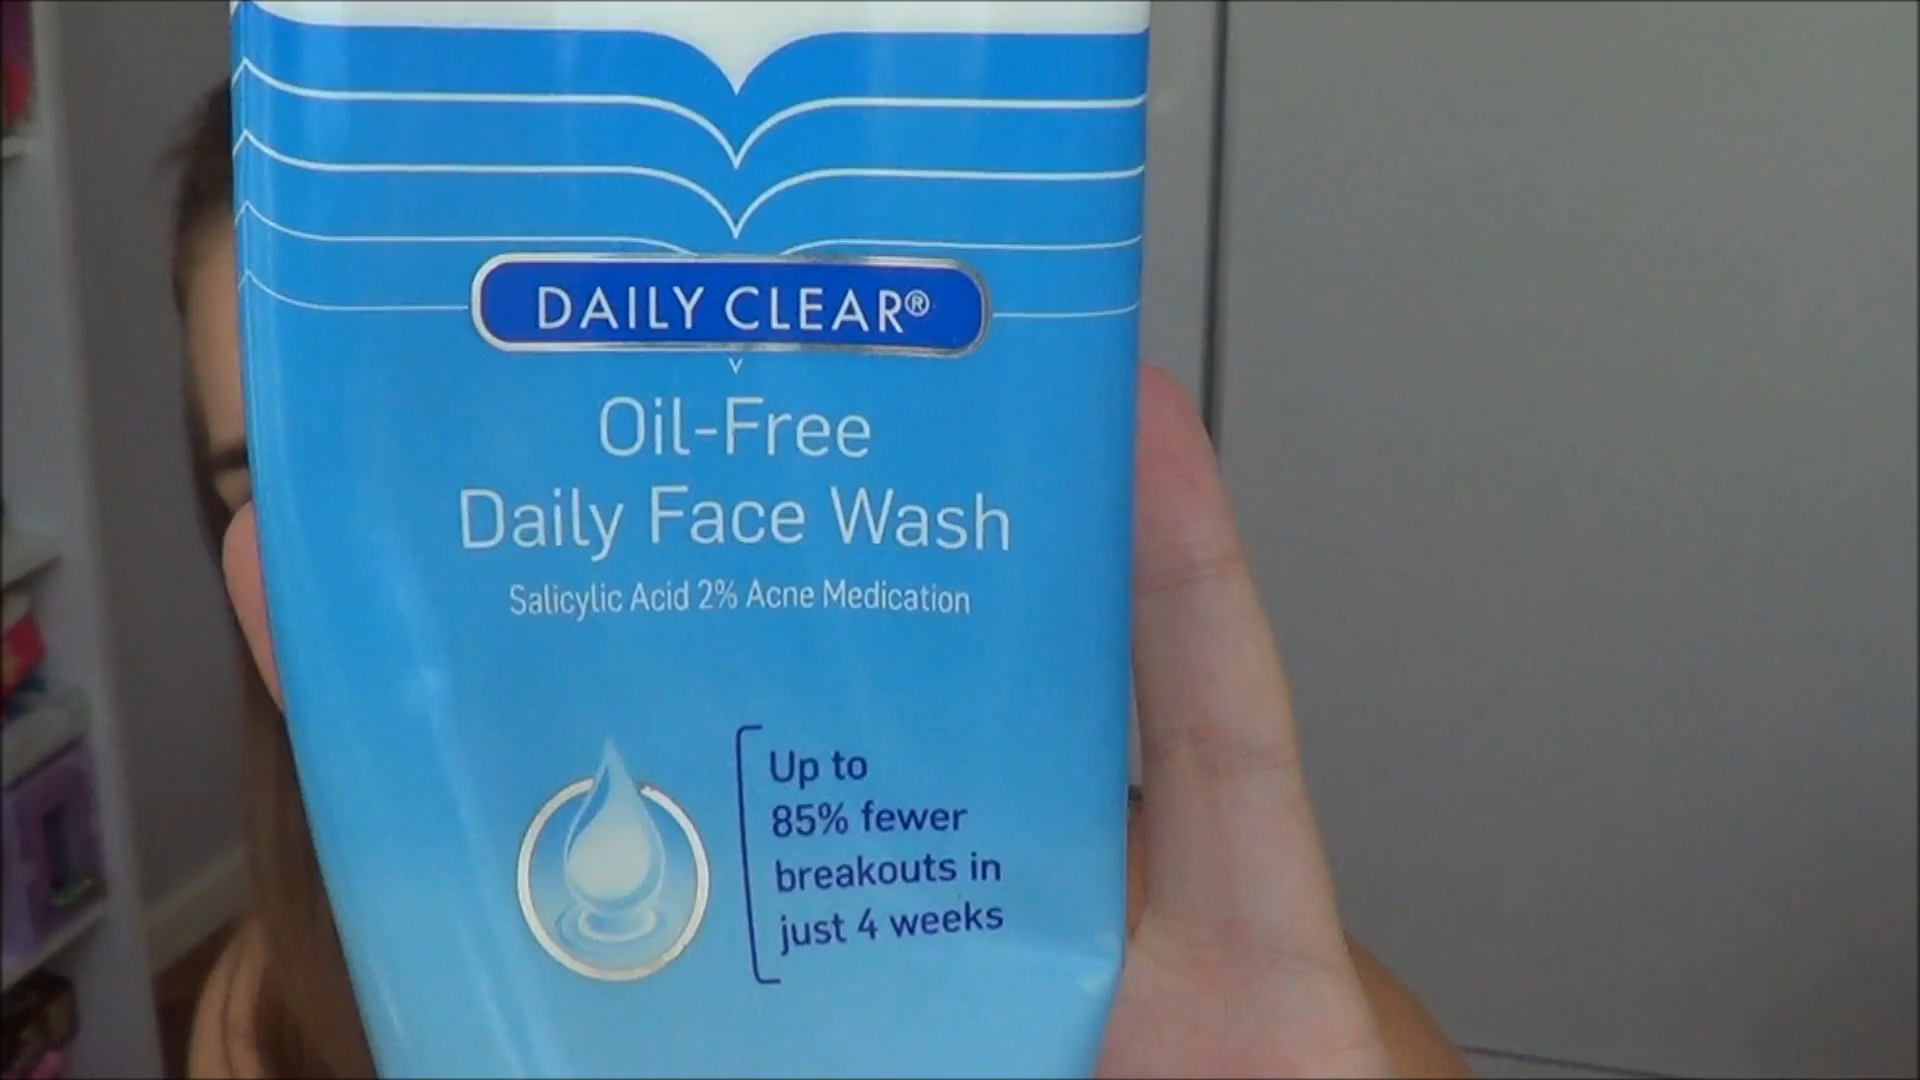 DAILY CLEAR®
Oil-Free
Daily Face Wash
Salicylic Acid 2% Acne Medication
Up to
85% fewer
breakouts in
just 4 weeks